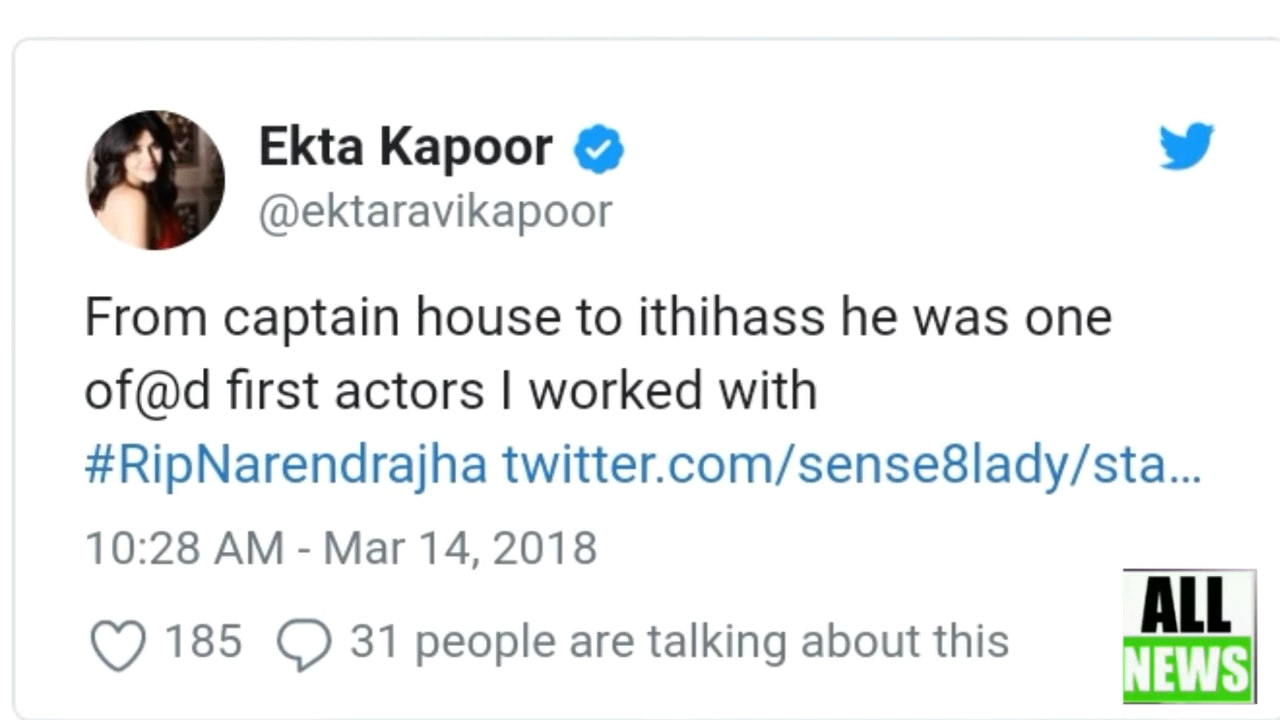 Ekta Kapoor
@ektaravikapoor
From captain house to ithihass he was one
of@d first actors I worked with
#RipNarendrajha twitter.com/sense8lady/sta…
10:28 AM - Mar 14, 2018
185 31 people are talking about this
ALL
NEWS